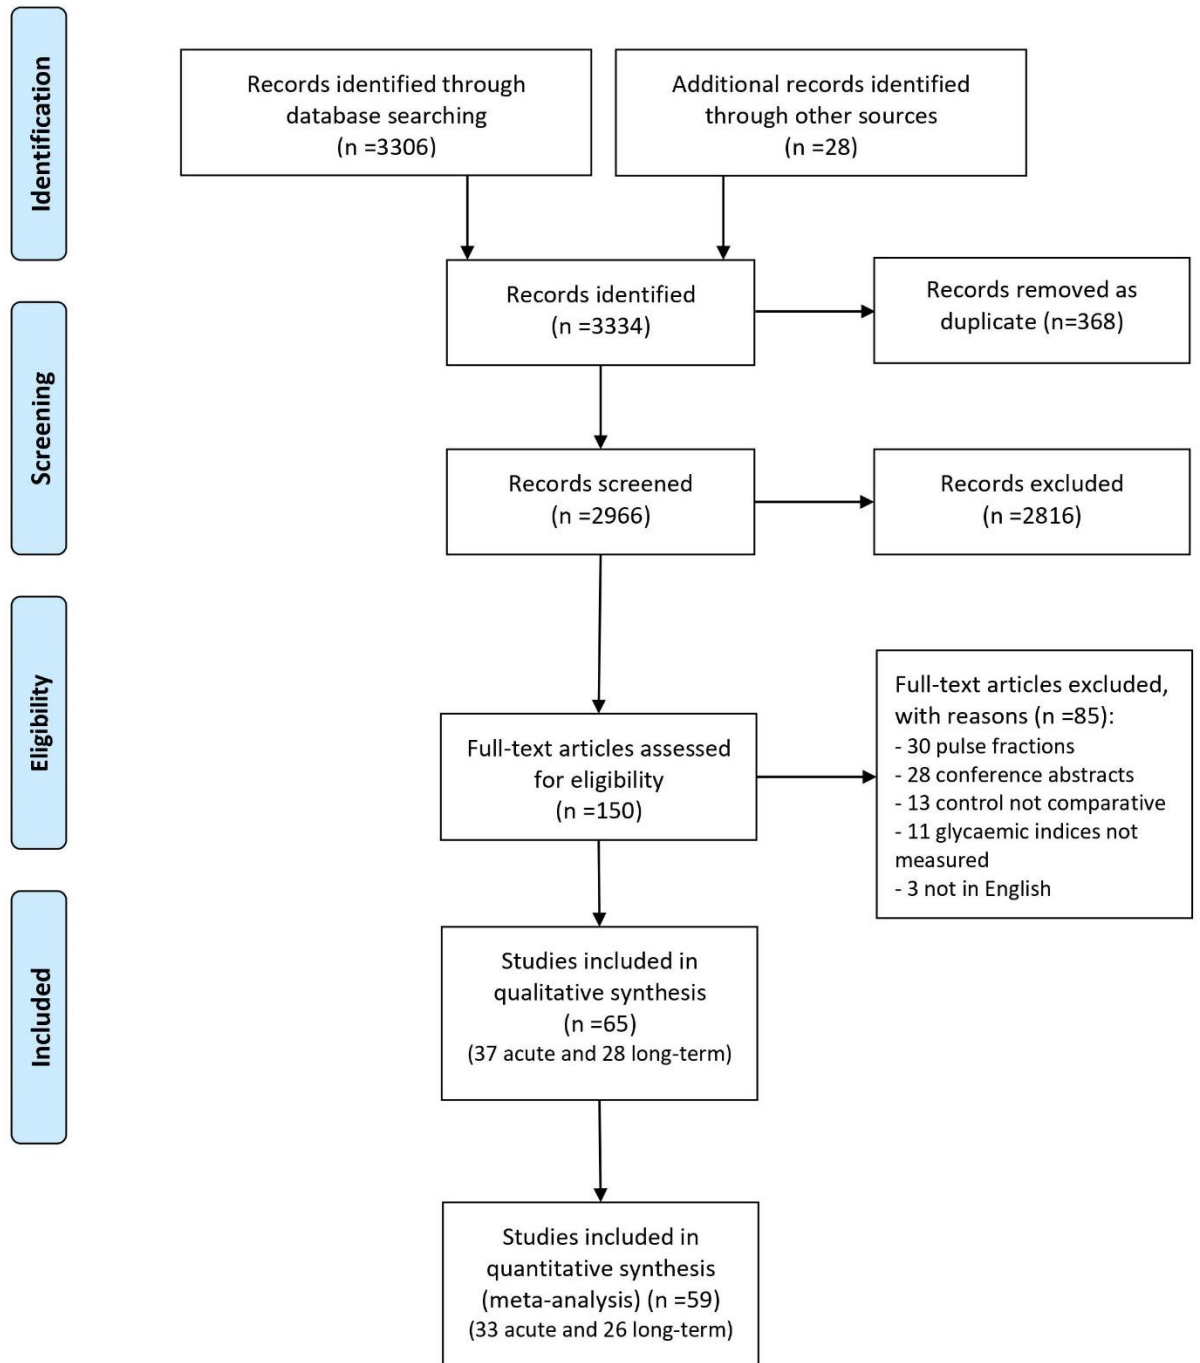 Identification
Records identified through
database searching
(n =3306)
Additional records identified
through other sources
(n =28)
Records identified
(n =3334)
Records removed as
duplicate (n=368)
Screening
Records screened
(n =2966)
Records excluded
(n =2816)
Eligibility
Full-text articles assessed
for eligibility
(n =150)
Full-text articles excluded,
with reasons (n =85):
- 30 pulse fractions
- 28 conference abstracts
- 13 control not comparative
- 11 glycaemic indices not
measured
- 3 not in English
Included
Studies included in
qualitative synthesis
(n =65)
(37 acute and 28 long-term)
Studies included in
quantitative synthesis
(meta-analysis) (n =59)
(33 acute and 26 long-term)